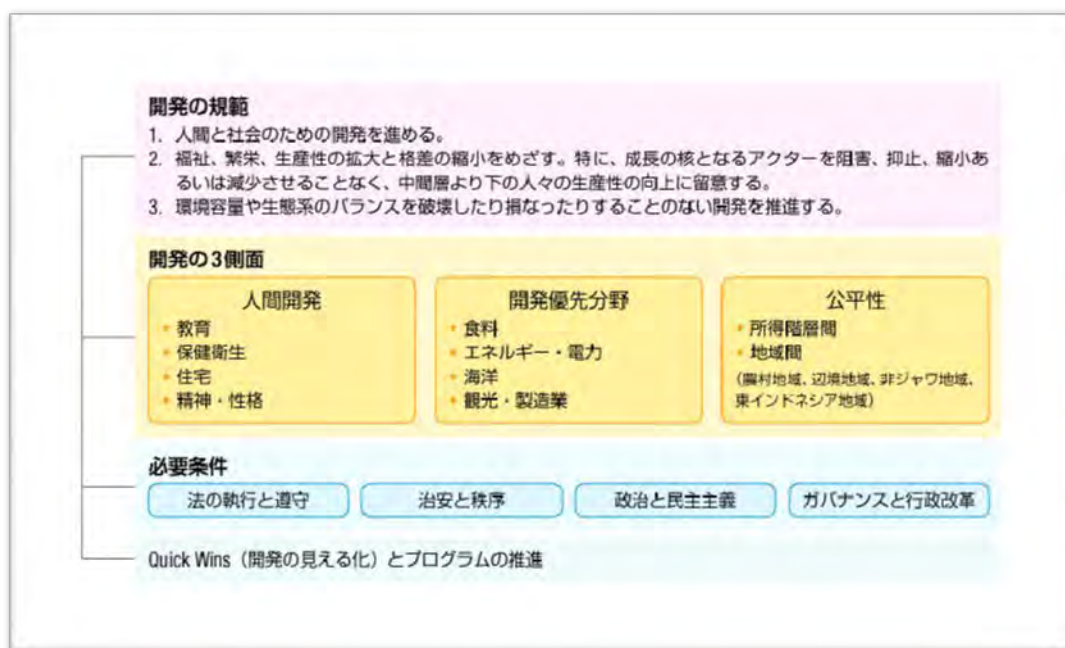 開発の規範
1. 人間と社会のための開発を進める。
2. 福祉、繁栄、生産性の拡大と格差の縮小をめざす。特に、成長の核となるアクターを阻害、抑止、縮小あ
るいは減少させることなく、中間層より下の人々の生産性の向上に留意する。
3. 環境容量や生態系のバランスを破壊したり損なったりすることのない開発を推進する。
開発の3側面
人間開発
• 教育
• 保健衛生
• 住宅
• 精神・性格
開発優先分野
• 食料
• エネルギー・電力
• 海洋
• 観光・製造業
公平性
• 所得階層間
• 地域間
(農村地域、辺境地域、非ジャワ地域、
東インドネシア地域)
必要条件
法の執行と遵守
治安と秩序
政治と民主主義
ガバナンスと行政改革
Quick Wins(開発の見える化)とプログラムの推進